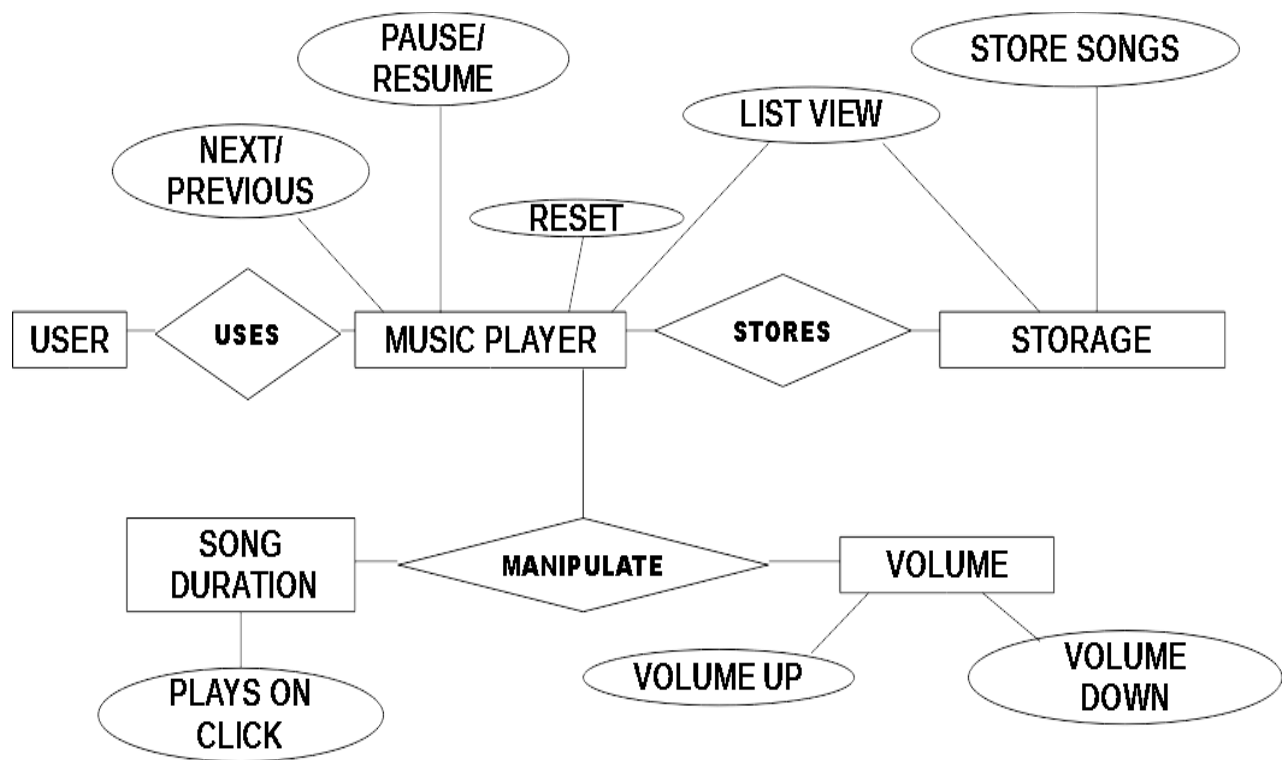 PAUSE/
RESUME
STORE SONGS
LIST VIEW
NEXT/
PREVIOUS
RESET
USER
USES
MUSIC PLAYER
STORES
STORAGE
SONG
DURATION
MANIPULATE
VOLUME
PLAYS ON
CLICK
VOLUME UP
VOLUME
DOWN